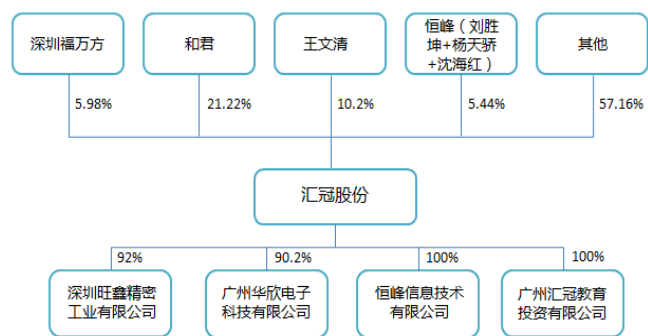 深圳福万方
和君
王文清
恒峰（刘胜
坤+杨天骄
+沈海红）
其他
5.98%
21.22%
10.2%
5.44%
57.16%
汇冠股份
92%
90.2%
100%
100%
深圳旺鑫精密
工业有限公司
广州华欣电子
科技有限公司
恒峰信息技术
有限公司
广州汇冠教育
投资有限公司